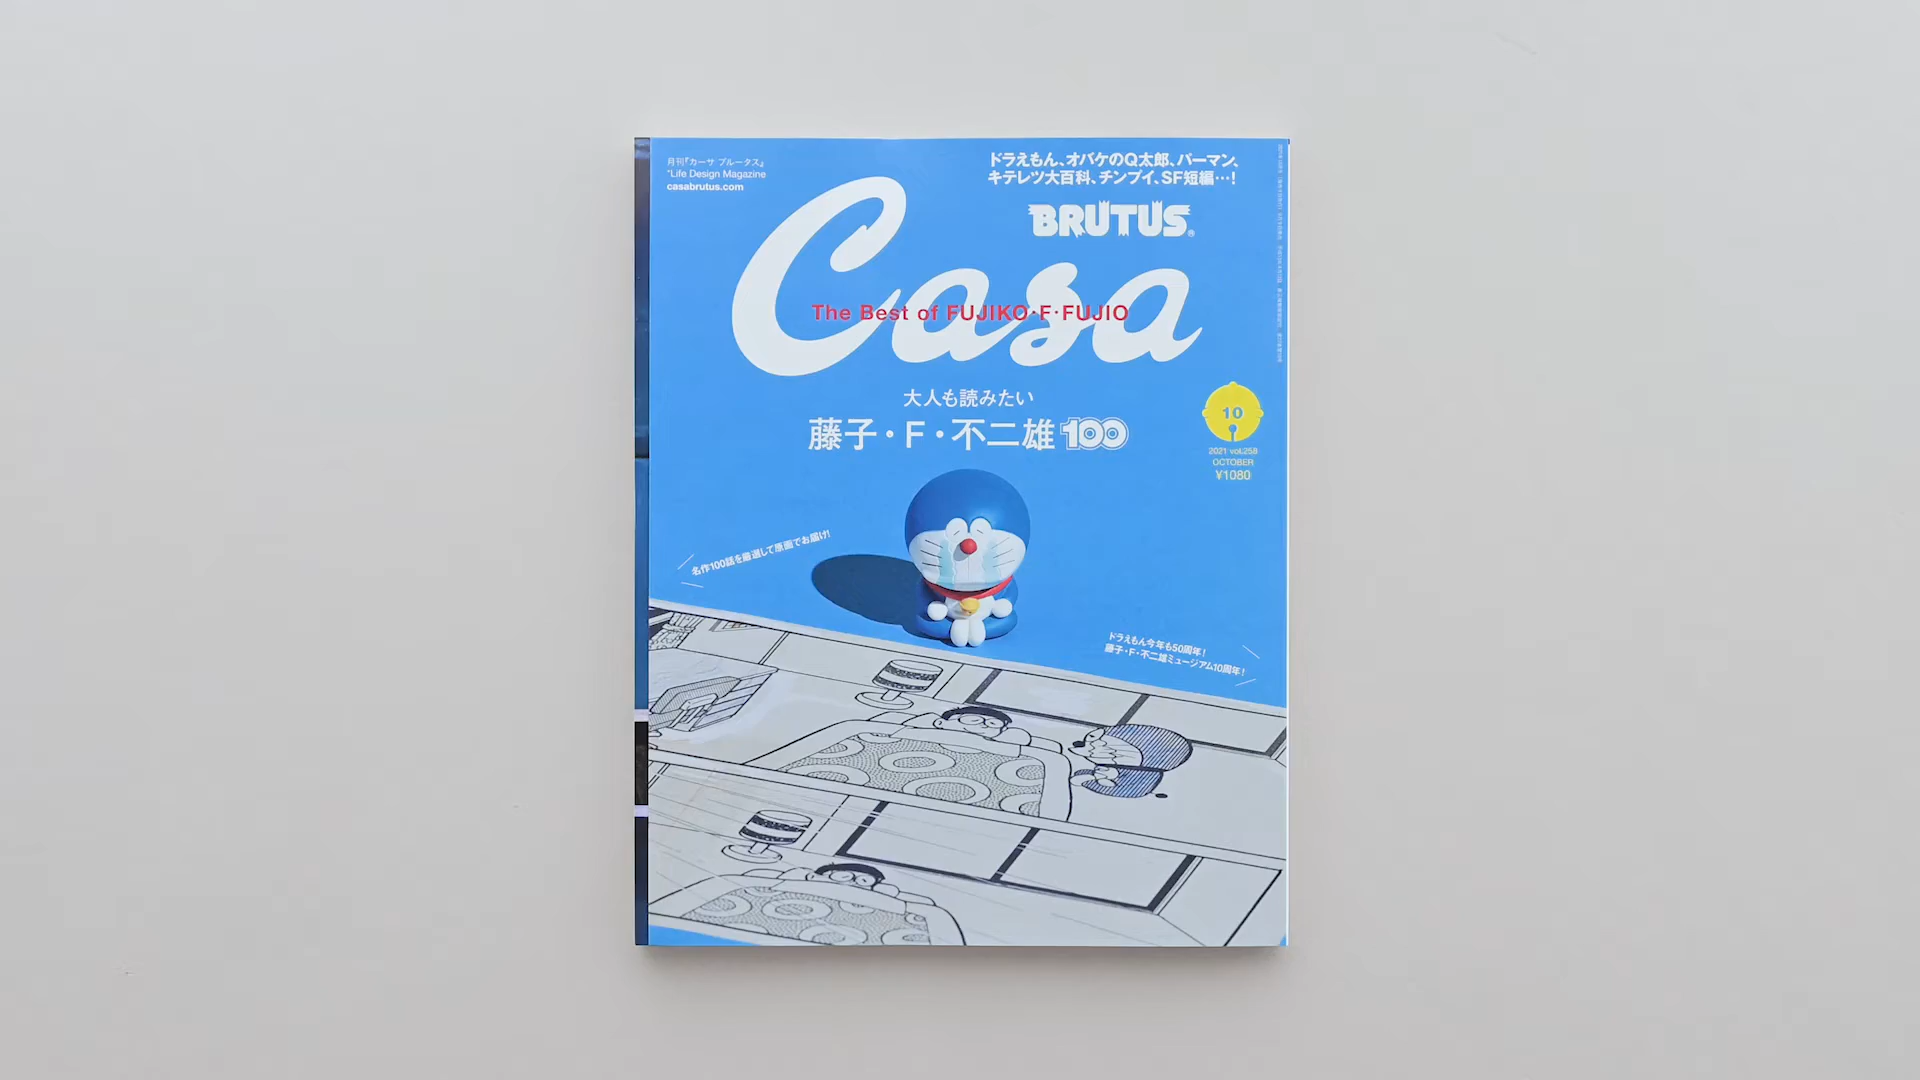 月刊『カーサ ブルータス』
"Life Design Magazine
casabrutus.com
ドラえもん、オバケのQ太郎、パーマン、
キテレツ大百科、チンプイ、SF短編…!
BRUTUS®
Casa
The Best of FUJIKO·F·FUJIO
大人も読みたい
藤子・F・不二雄100
10
2021 vol.259
OCTOBER
¥1080
名作100話を厳選して原画でお届け!
ドラえもん今年も50周年!
藤子・F・不二雄ミュージアム10周年!